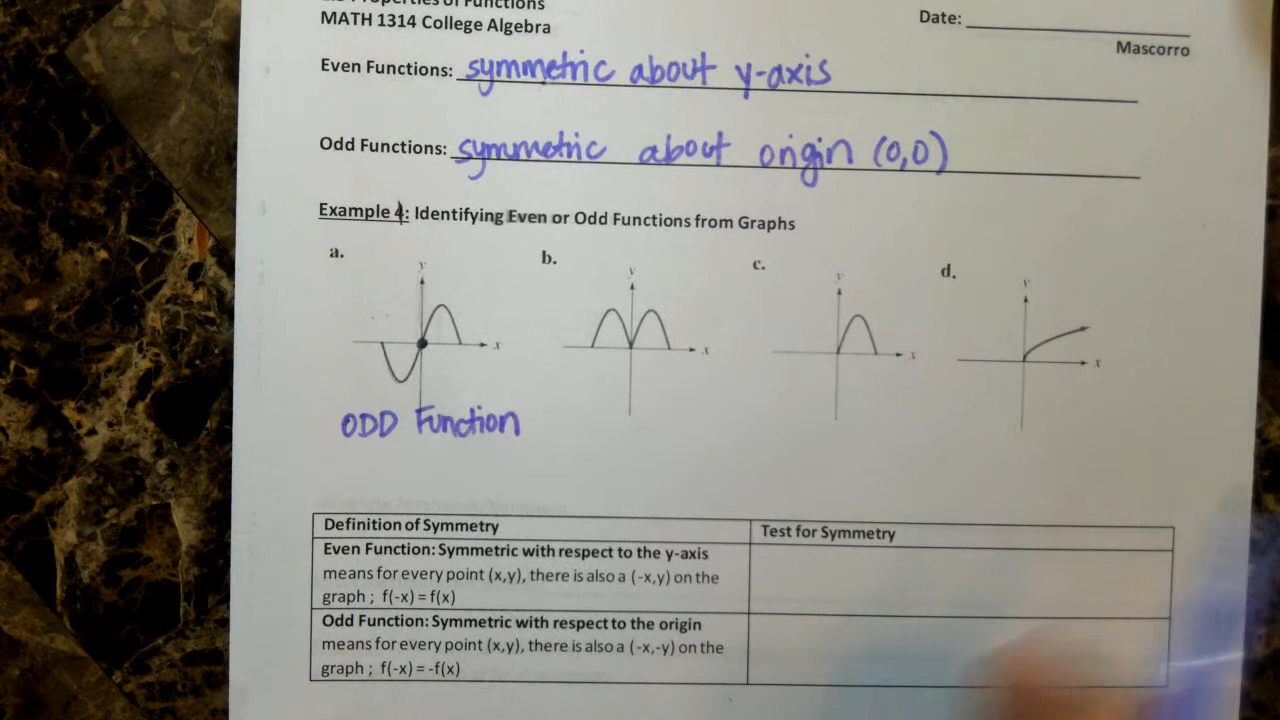 Properties of Functions
MATH 1314 College Algebra
Date:
Mascorro
Even Functions: symmetric about y-axis
Odd Functions: symmetric about origin (0,0)
Example 4: Identifying Even or Odd Functions from Graphs
a. b. c. d.
y y y y
x x x x
ODD Function
Definition of Symmetry Test for Symmetry
Even Function: Symmetric with respect to the y-axis
means for every point (x,y), there is also a (-x,y) on the
graph ; f(-x) = f(x)
Odd Function: Symmetric with respect to the origin
means for every point (x,y), there is also a (-x,-y) on the
graph ; f(-x) = -f(x)